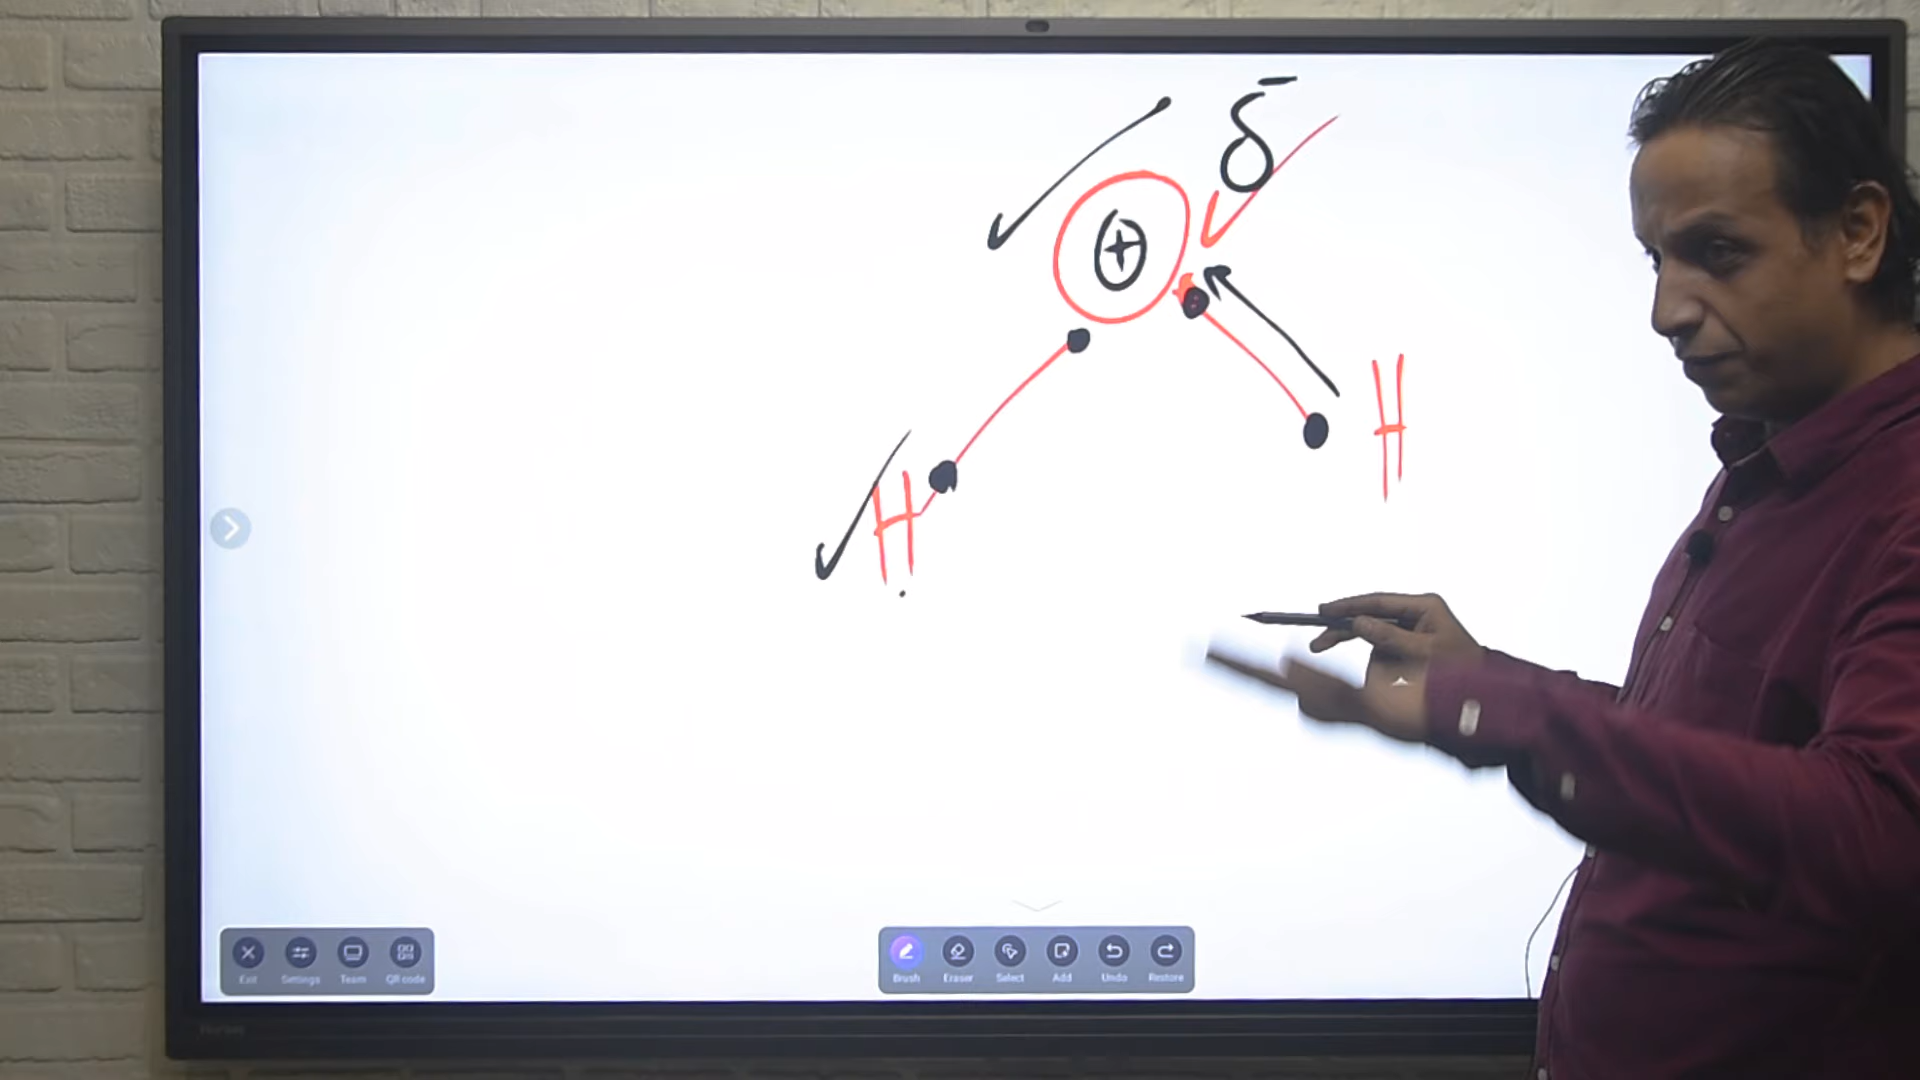 δ⁻
⊕
H
H
Exit Settings Team QR code
Brush Eraser Select Add Undo Restore